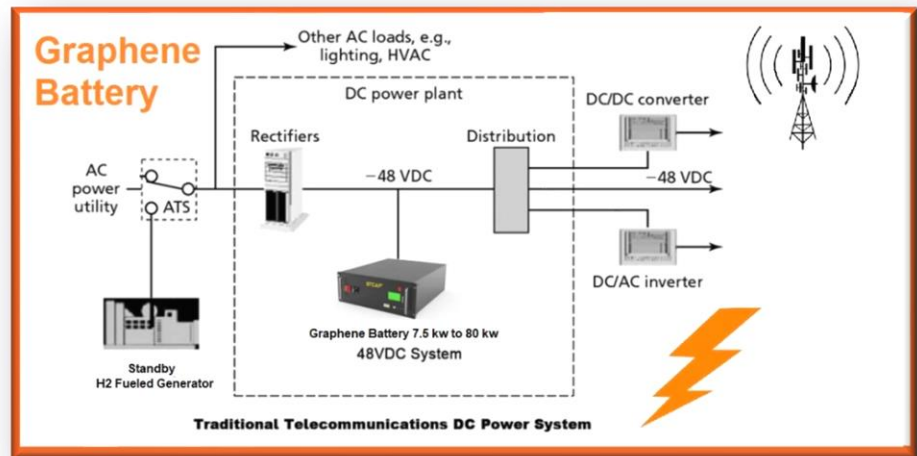 Graphene
Battery
Other AC loads, e.g.,
lighting, HVAC
DC power plant
DC/DC converter
Rectifiers
Distribution
AC
power
utility
ATS
−48 VDC
−48 VDC
DC/AC inverter
Graphene Battery 7.5 kw to 80 kw
48VDC System
Standby
H2 Fueled Generator
Traditional Telecommunications DC Power System